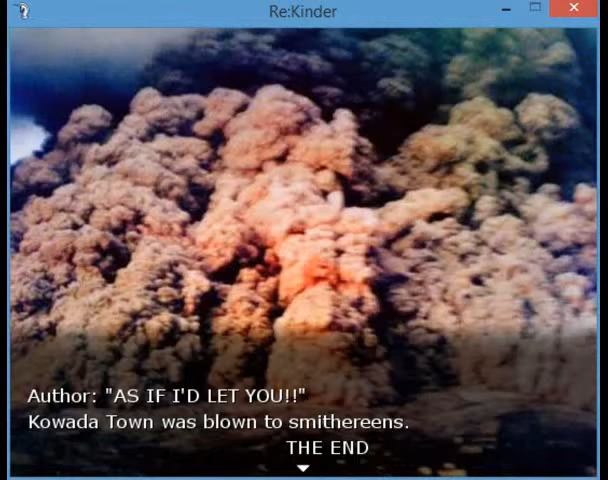 Re:Kinder
Author: "AS IF I'D LET YOU!!"
Kowada Town was blown to smithereens.
THE END